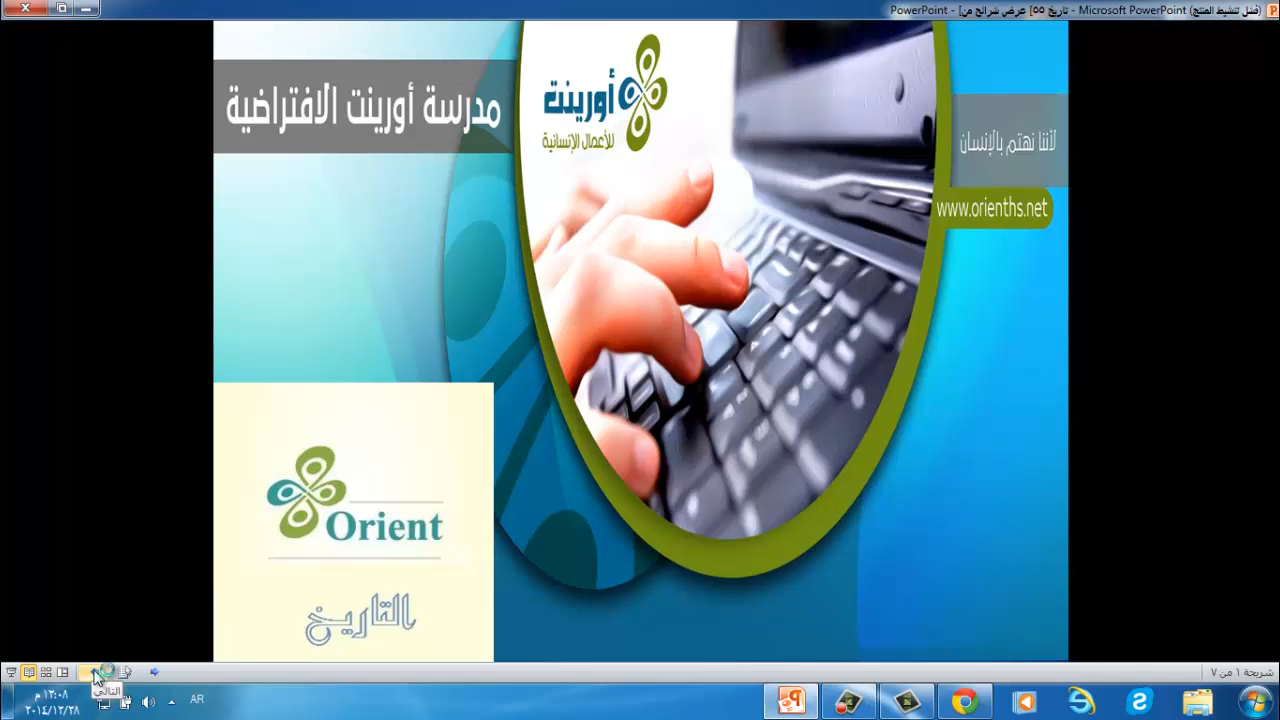 PowerPoint - [تاريخ ٥٥ [عرض شرائح من - Microsoft PowerPoint (فشل تنشيط المنتج)
أورينت
للأعمال الإنسانية
مدرسة أورينت الافتراضية
لأننا نهتم بالإنسان
www.orienths.net
Orient
التاريخ
شريحة ١ من ٧
التالي
AR
١٢:٠٨ م
٢٠١٤/١٢/٢٨